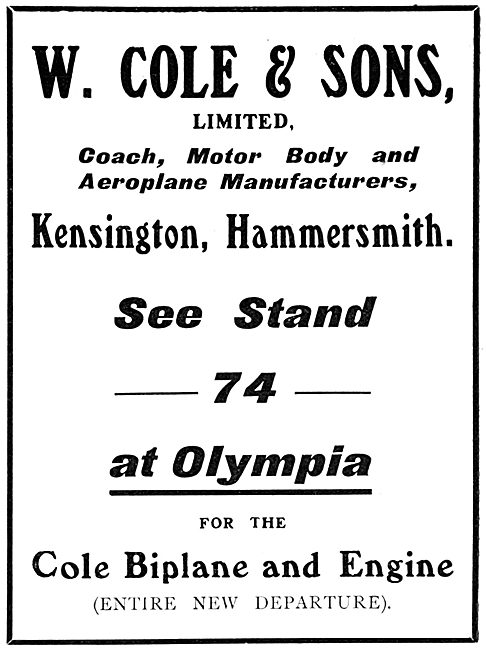 W. COLE & SONS,
LIMITED,
Coach, Motor Body and
Aeroplane Manufacturers,
Kensington, Hammersmith.
See Stand
74
at Olympia
FOR THE
Cole Biplane and Engine
(ENTIRE NEW DEPARTURE).